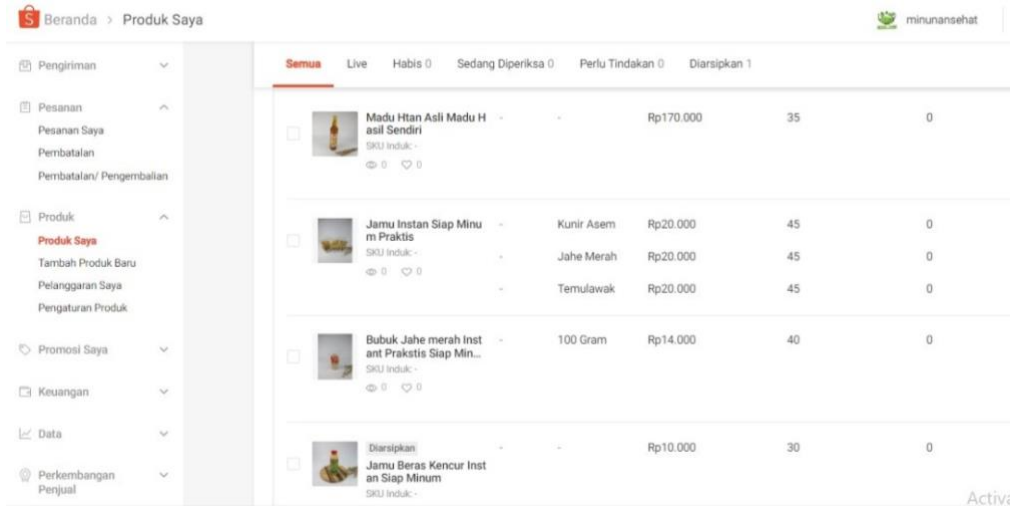 Beranda > Produk Saya
minunansehat
Pengiriman
Pesanan
Pesanan Saya
Pembatalan
Pembatalan/ Pengembalian
Produk
Produk Saya
Tambah Produk Baru
Pelanggaran Saya
Pengaturan Produk
Promosi Saya
Keuangan
Data
Perkembangan
Penjual
Semua Live Habis 0 Sedang Diperiksa 0 Perlu Tindakan 0 Diarsipkan 1
Madu Htan Asli Madu H - - Rp170.000 35 0
asil Sendiri
SKU Induk: -
0 0
Jamu Instan Siap Minu - Kunir Asem Rp20.000 45 0
m Praktis
SKU Induk: - - Jahe Merah Rp20.000 45 0
0 0
- Temulawak Rp20.000 45 0
Bubuk Jahe merah Inst - 100 Gram Rp14.000 40 0
ant Prakstis Siap Min...
SKU Induk: -
0 0
Diarsipkan - - Rp10.000 30 0
Jamu Beras Kencur Inst
an Siap Minum
SKU Induk: -
Activa